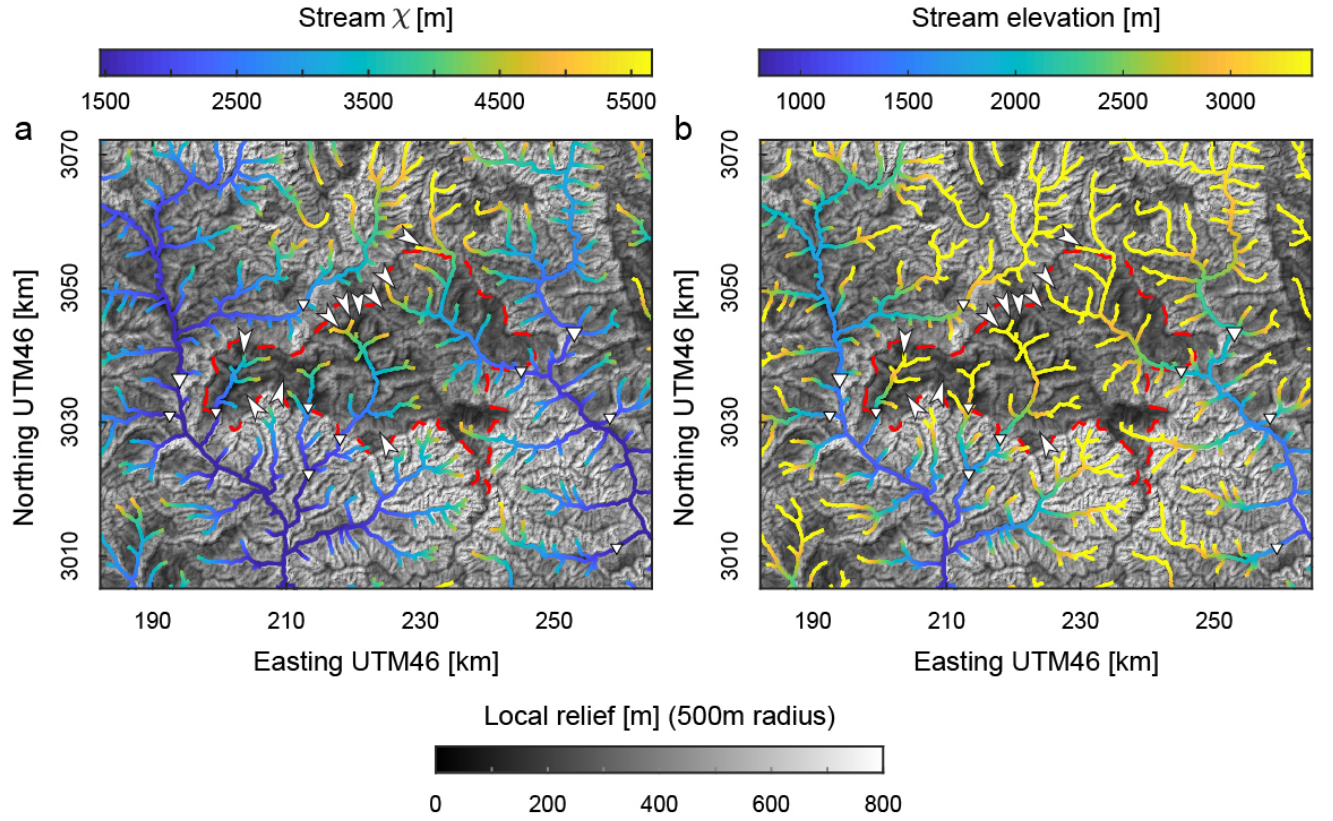 Stream χ [m]
Stream elevation [m]
1500 2500 3500 4500 5500
1000 1500 2000 2500 3000
a
b
3070
3050
3030
3010
Northing UTM46 [km]
3070
3050
3030
3010
Northing UTM46 [km]
190 210 230 250
190 210 230 250
Easting UTM46 [km]
Easting UTM46 [km]
Local relief [m] (500m radius)
0 200 400 600 800